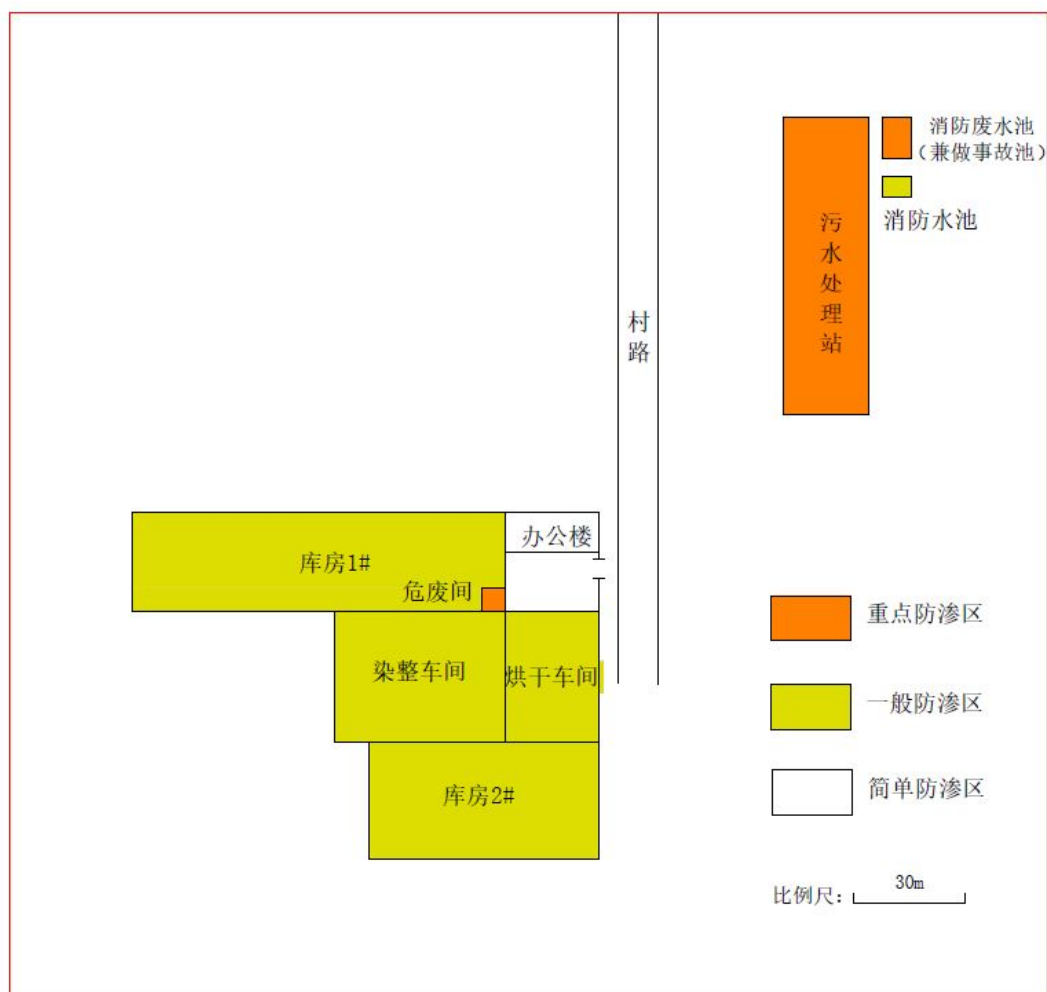 消防废水池
（兼做事故池）
消防水池
污水处理站
村路
办公楼
库房1#
危废间
染整车间
烘干车间
库房2#
重点防渗区
一般防渗区
简单防渗区
比例尺：
30m